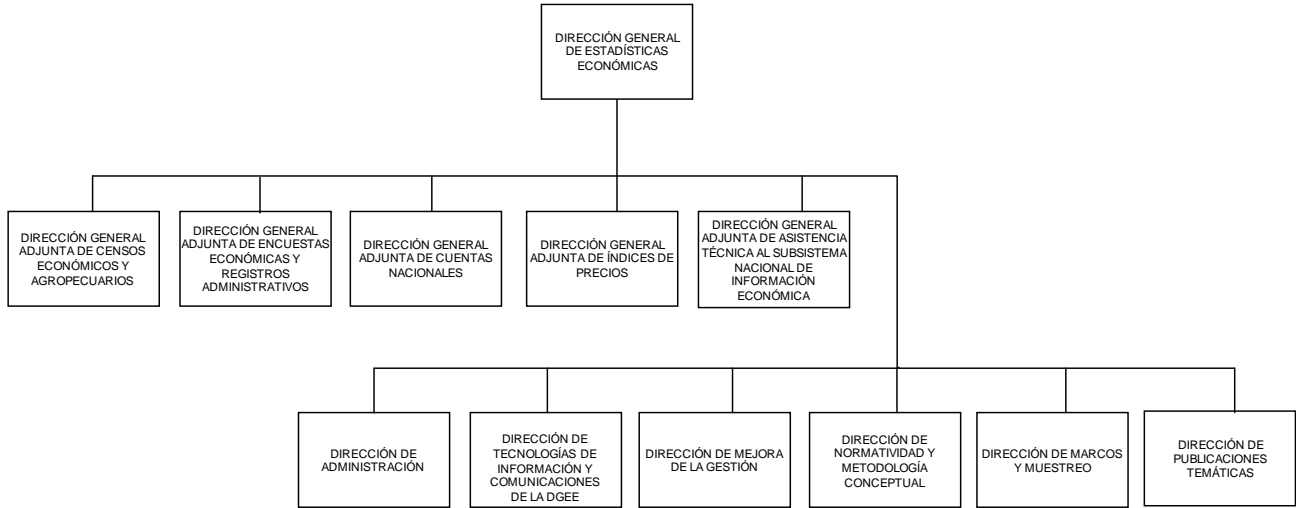 DIRECCIÓN GENERAL
DE ESTADÍSTICAS
ECONÓMICAS
DIRECCIÓN GENERAL
ADJUNTA DE CENSOS
ECONÓMICOS Y
AGROPECUARIOS
DIRECCIÓN GENERAL
ADJUNTA DE ENCUESTAS
ECONÓMICAS Y
REGISTROS
ADMINISTRATIVOS
DIRECCIÓN GENERAL
ADJUNTA DE CUENTAS
NACIONALES
DIRECCIÓN GENERAL
ADJUNTA DE ÍNDICES DE
PRECIOS
DIRECCIÓN GENERAL
ADJUNTA DE ASISTENCIA
TÉCNICA AL SUBSISTEMA
NACIONAL DE
INFORMACIÓN
ECONÓMICA
DIRECCIÓN DE
ADMINISTRACIÓN
DIRECCIÓN DE
TECNOLOGÍAS DE
INFORMACIÓN Y
COMUNICACIONES
DE LA DGEE
DIRECCIÓN DE MEJORA
DE LA GESTIÓN
DIRECCIÓN DE
NORMATIVIDAD Y
METODOLOGÍA
CONCEPTUAL
DIRECCIÓN DE MARCOS
Y MUESTREO
DIRECCIÓN DE
PUBLICACIONES
TEMÁTICAS